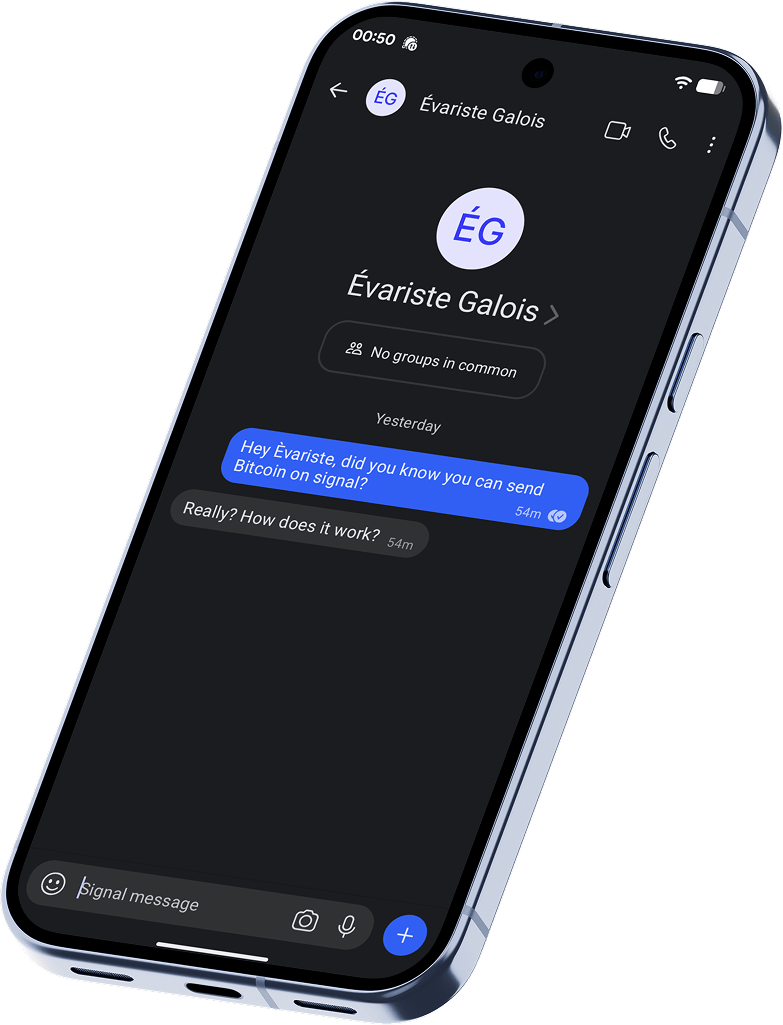 00:50
ÉG Évariste Galois
ÉG
Évariste Galois
No groups in common
Yesterday
Hey Èvariste, did you know you can send
Bitcoin on signal?
54m
Really? How does it work? 54m
Signal message